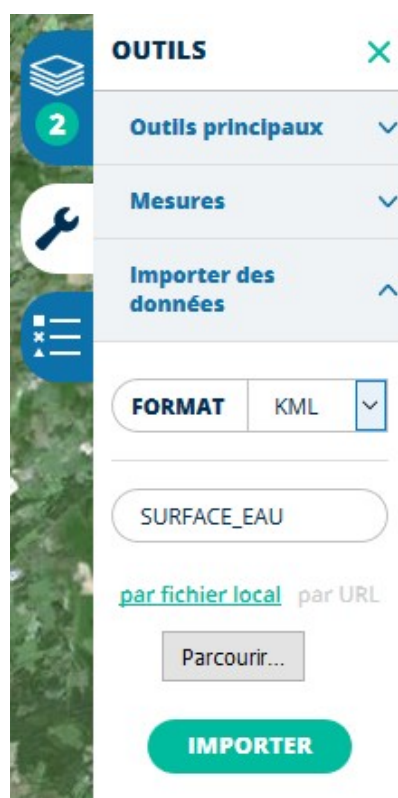 OUTILS
2
Outils principaux
Mesures
Importer des
données
FORMAT KML
SURFACE_EAU
par fichier local par URL
Parcourir...
IMPORTER